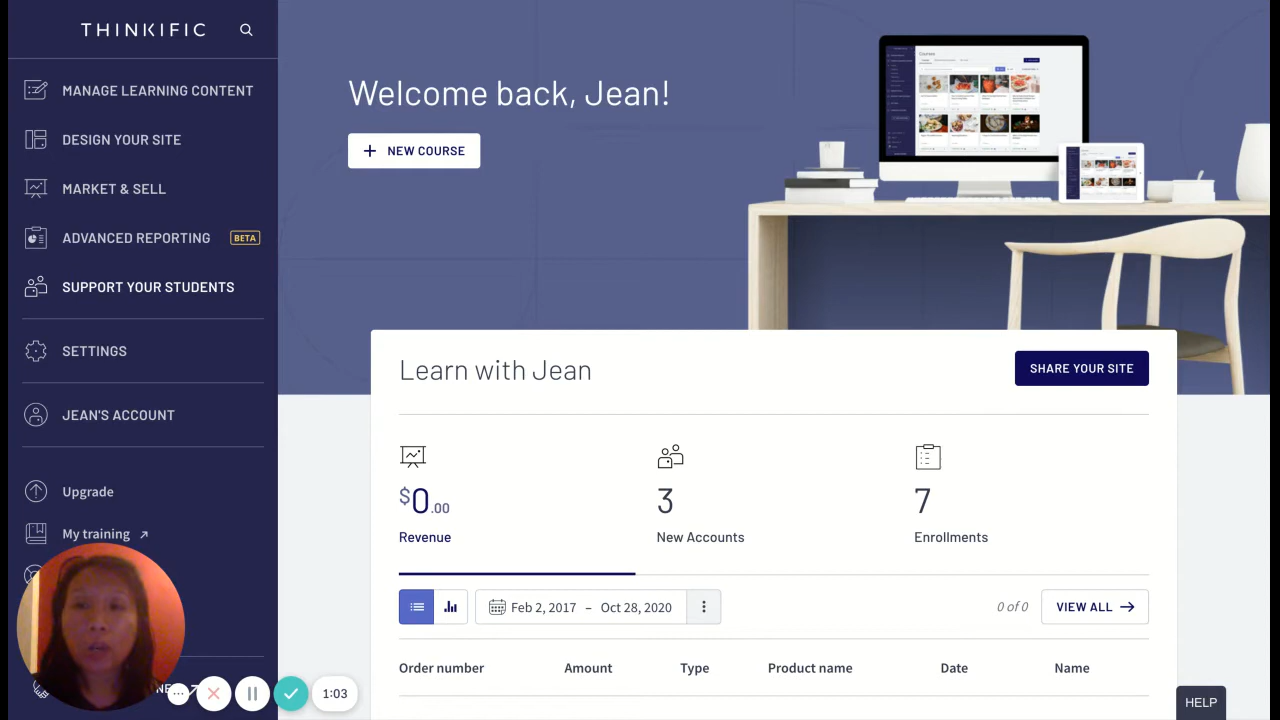 THINKIFIC
MANAGE LEARNING CONTENT
DESIGN YOUR SITE
MARKET & SELL
ADVANCED REPORTING BETA
SUPPORT YOUR STUDENTS
SETTINGS
JEAN'S ACCOUNT
Upgrade
My training ↗
1:03
Welcome back, Jean!
+ NEW COURSE
Learn with Jean
SHARE YOUR SITE
$0.00
Revenue
3
New Accounts
7
Enrollments
Feb 2, 2017 – Oct 28, 2020
0 of 0
VIEW ALL →
Order number Amount Type Product name Date Name
HELP